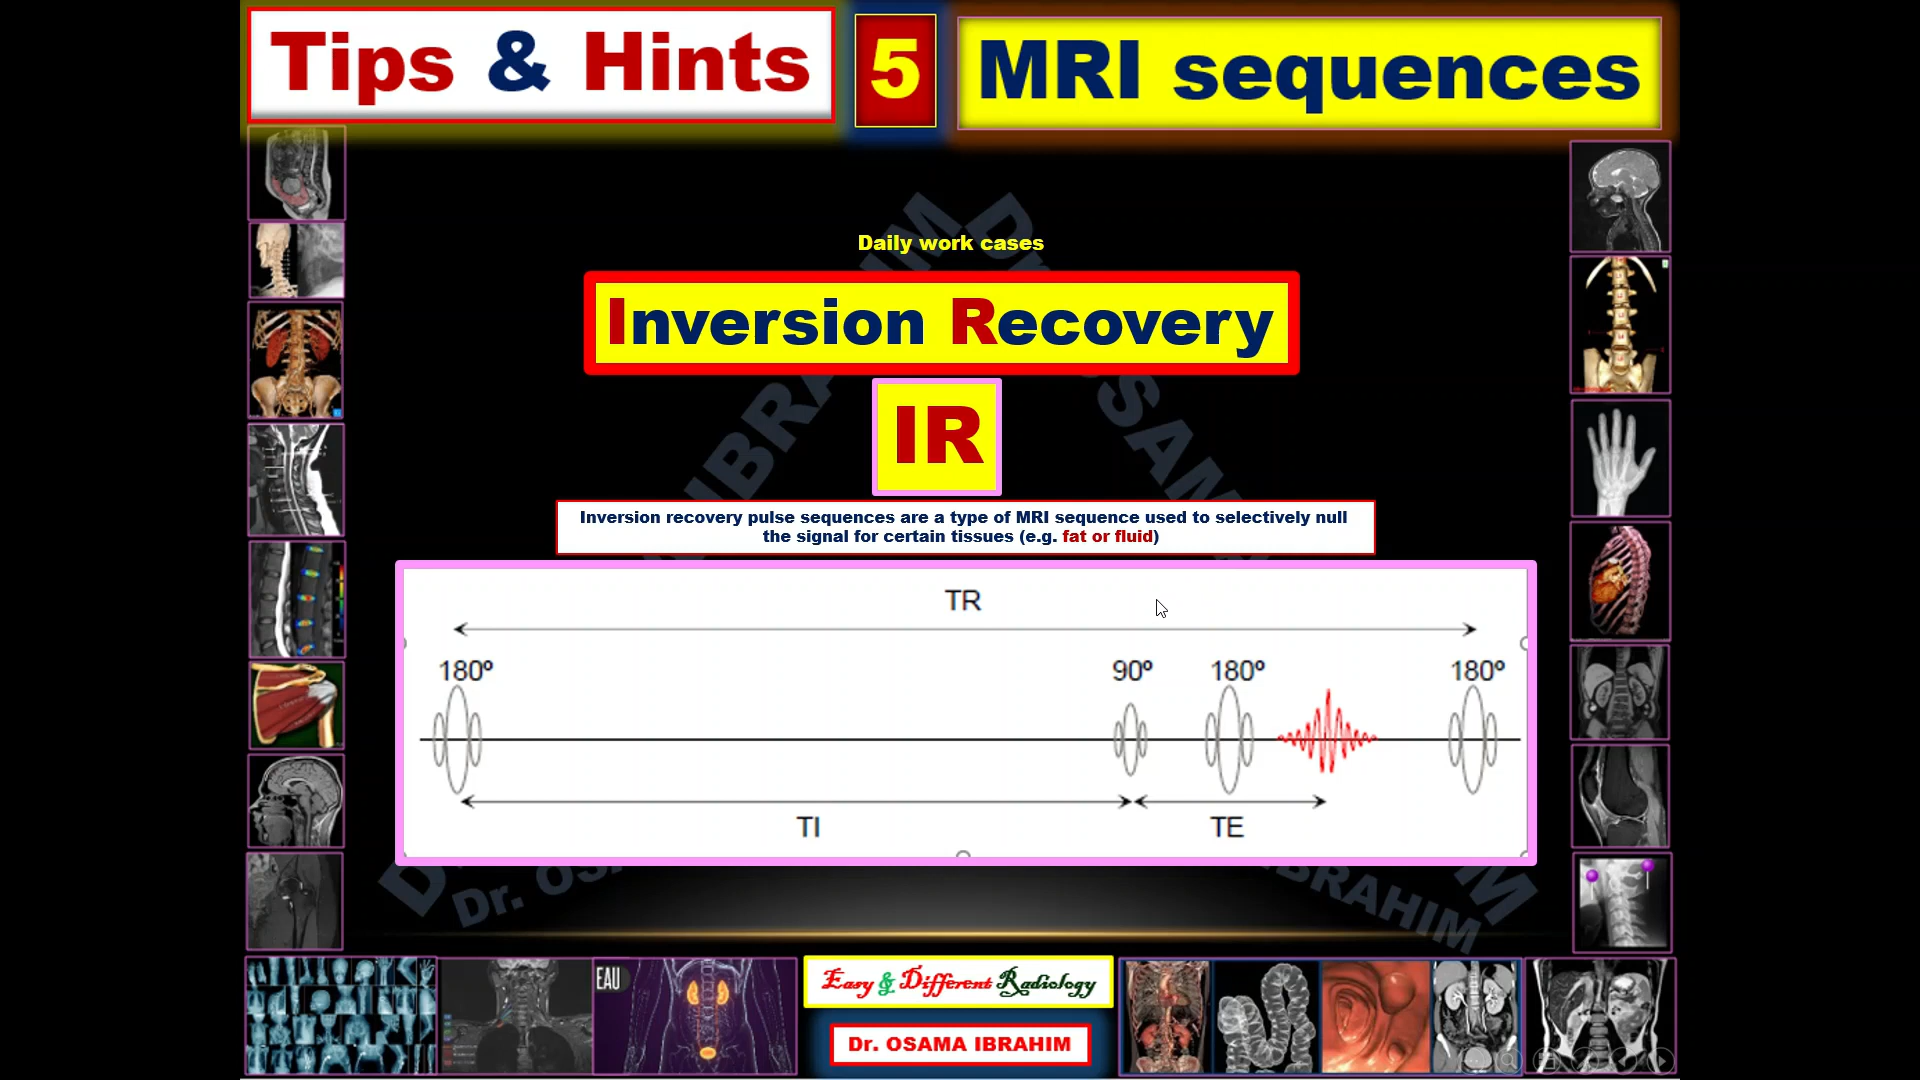 Tips & Hints
5
MRI sequences
Daily work cases
Inversion Recovery
IR
Inversion recovery pulse sequences are a type of MRI sequence used to selectively null
the signal for certain tissues (e.g. fat or fluid)
TR
180º
90º
180º
180º
TI
TE
EAU
Easy & Different Radiology
Dr. OSAMA IBRAHIM